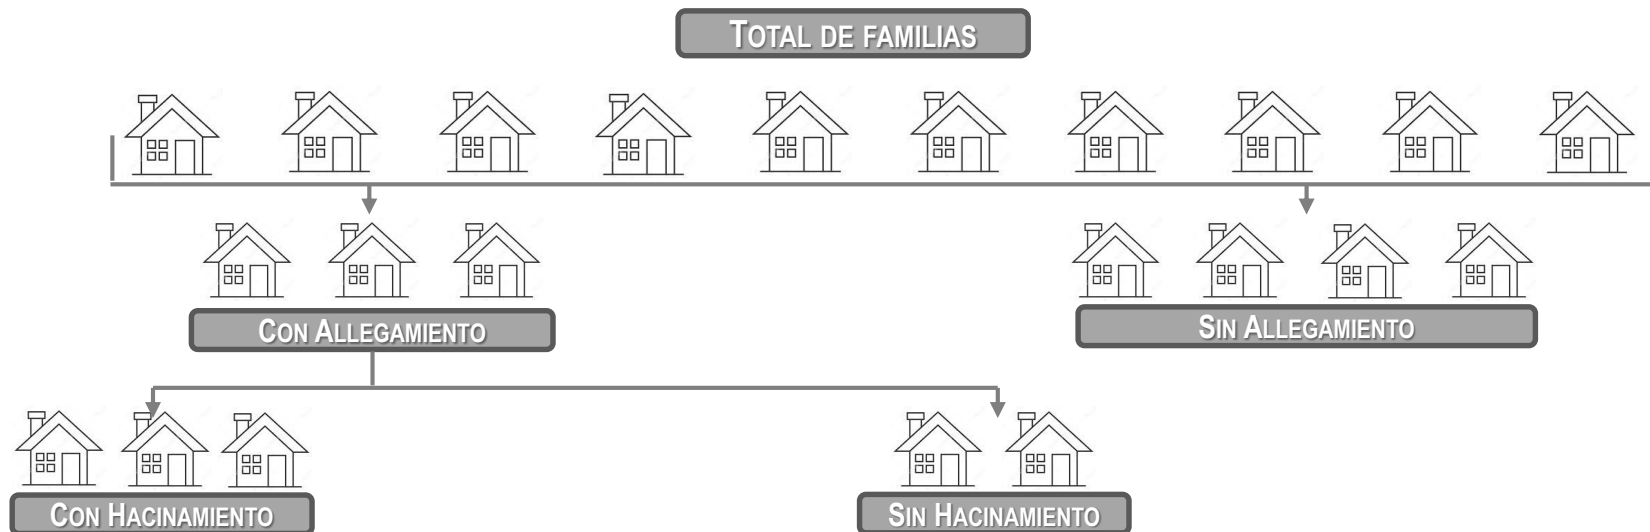 TOTAL DE FAMILIAS
CON ALLEGAMIENTO
SIN ALLEGAMIENTO
CON HACINAMIENTO
SIN HACINAMIENTO